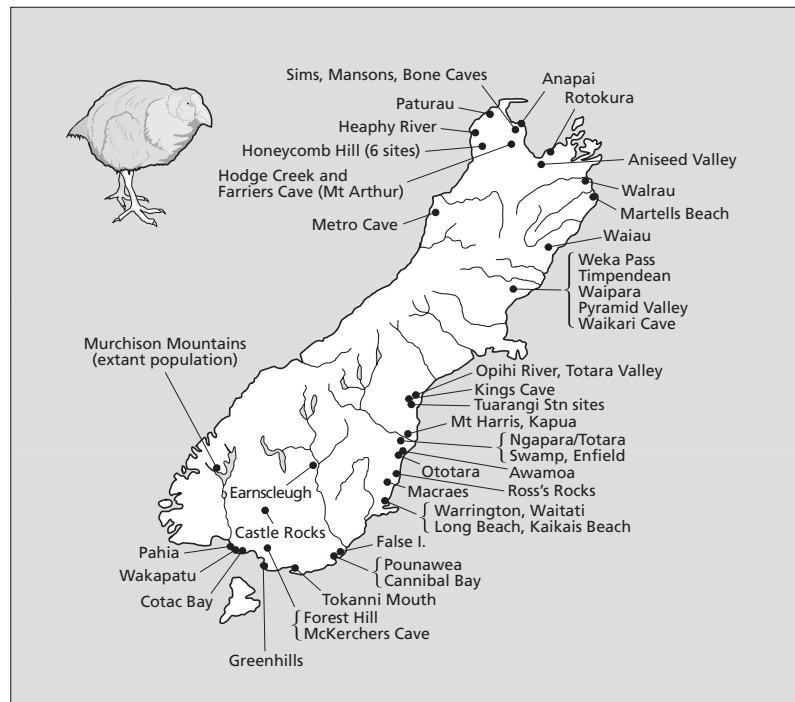 Sims, Mansons, Bone Caves
Anapai
Rotokura
Paturau
Heaphy River
Honeycomb Hill (6 sites)
Hodge Creek and
Farriers Cave (Mt Arthur)
Metro Cave
Aniseed Valley
Walrau
Martells Beach
Waiau
Weka Pass
Timpendean
Waipara
Pyramid Valley
Waikari Cave
Murchison Mountains
(extant population)
Opihi River, Totara Valley
Kings Cave
Tuarangi Stn sites
Mt Harris, Kapua
Ngapara/Totara
Swamp, Enfield
Ototara
Awamoa
Earnscleugh
Macraes
Ross's Rocks
Warrington, Waitati
Long Beach, Kaikais Beach
Castle Rocks
False I.
Pahia
Pounawea
Cannibal Bay
Wakapatu
Cotac Bay
Tokanni Mouth
Forest Hill
McKerchers Cave
Greenhills